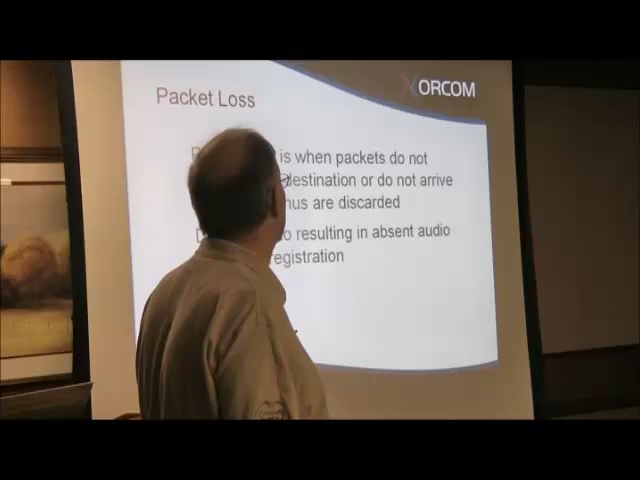 XORCOM
Packet Loss
is when packets do not
destination or do not arrive
hus are discarded
o resulting in absent audio
registration